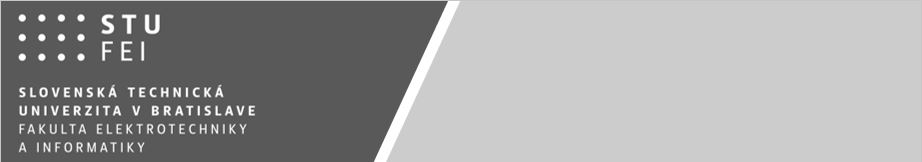 STU
FEI
SLOVENSKÁ TECHNICKÁ
UNIVERZITA V BRATISLAVE
FAKULTA ELEKTROTECHNIKY
A INFORMATIKY